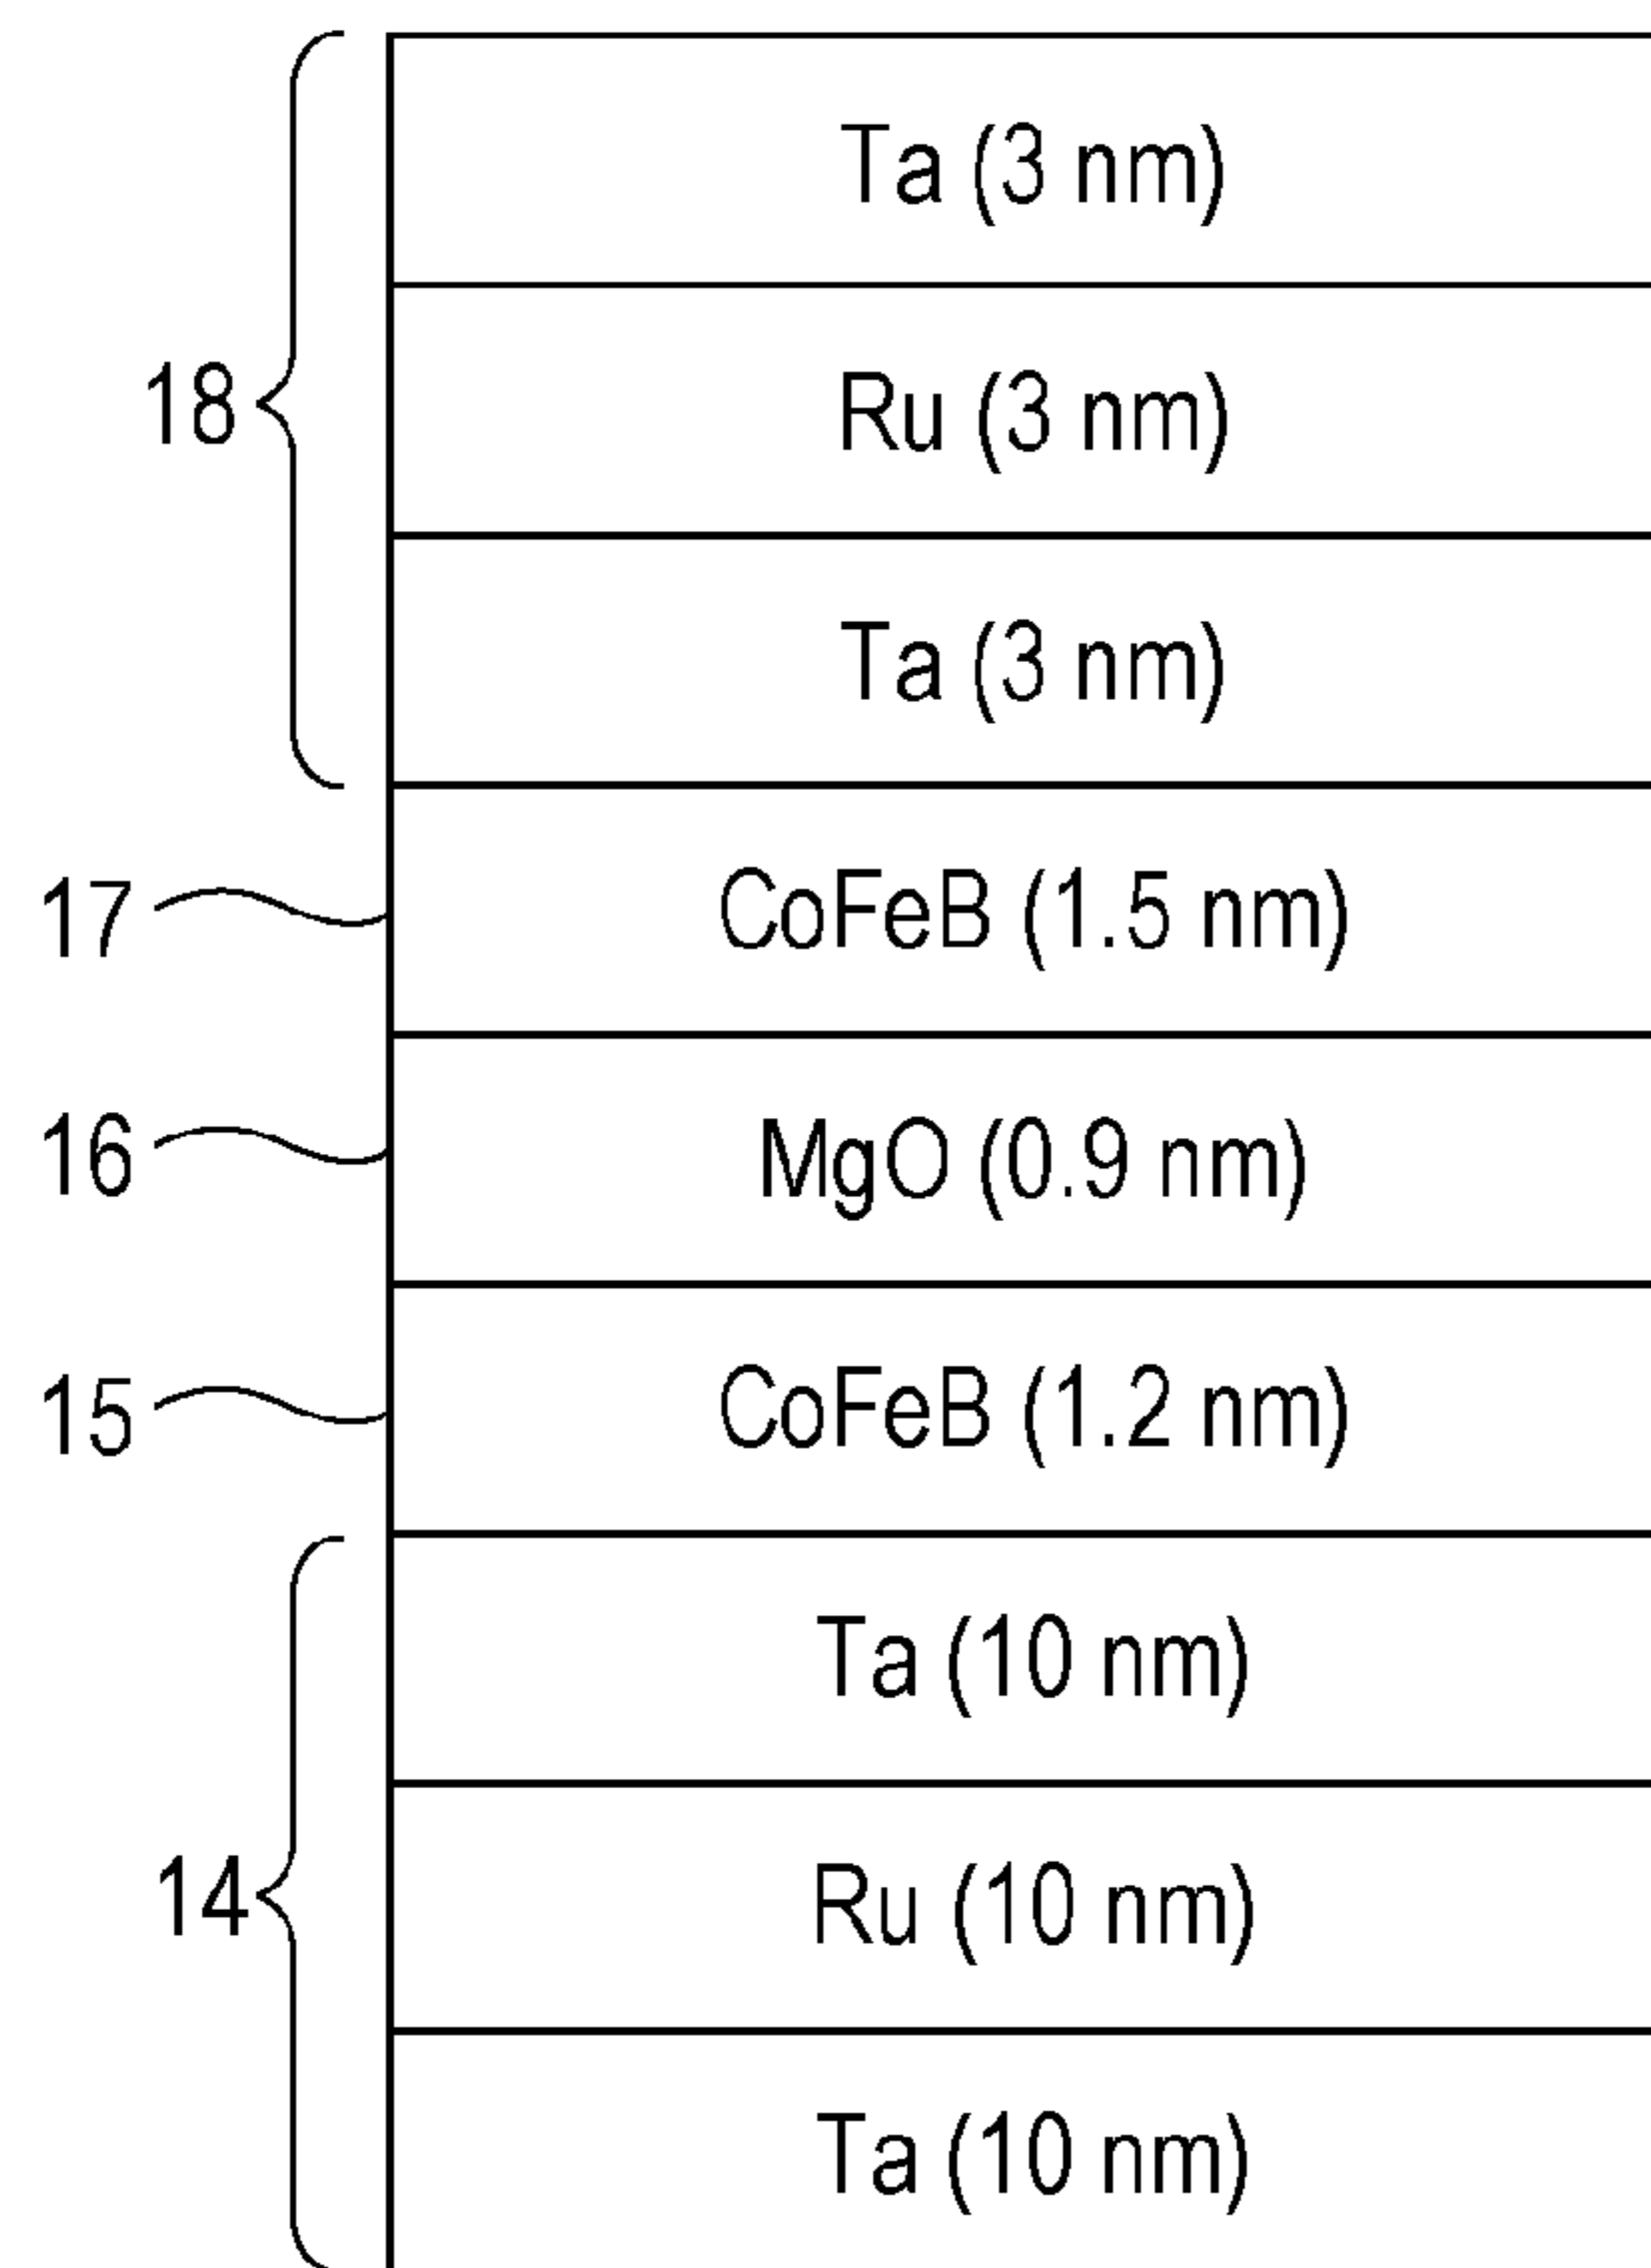 Ta (3 nm)
18
Ru (3 nm)
Ta (3 nm)
17
CoFeB (1.5 nm)
16
MgO (0.9 nm)
15
CoFeB (1.2 nm)
Ta (10 nm)
14
Ru (10 nm)
Ta (10 nm)